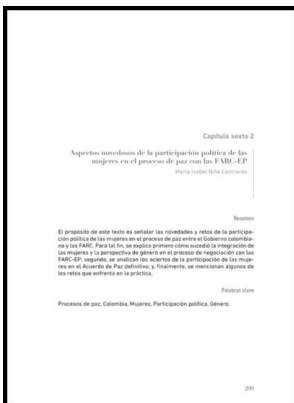 Capítulo sexto 2
Aspectos novedosos de la participación política de las
mujeres en el proceso de paz con las FARC-EP
María Isabel Niño Contreras
Resumen
El propósito de este texto es señalar las novedades y retos de la participa-
ción política de las mujeres en el proceso de paz entre el Gobierno colombia-
no y las FARC. Para tal fin, se explica primero cómo sucedió la integración de
las mujeres y la perspectiva de género en el proceso de negociación con las
FARC-EP; segundo, se analizan los aciertos de la participación de las muje-
res en el Acuerdo de Paz definitivo; y, finalmente, se mencionan algunos de
los retos que enfrenta en la práctica.
Palabras clave
Procesos de paz, Colombia, Mujeres, Participación política, Género.
209